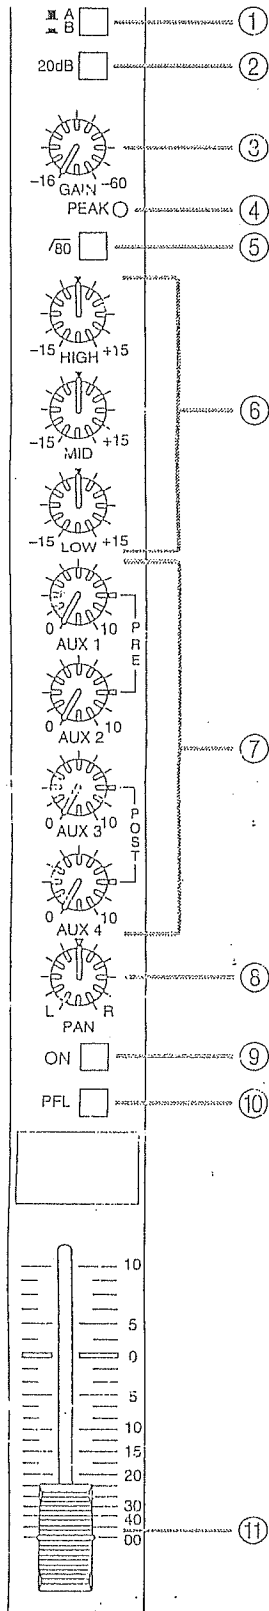 A ①
B
20dB ②
③
-16 GAIN -60
PEAK ④
/80 ⑤
-15 HIGH +15
⑥
-15 MID +15
-15 LOW +15
0 AUX 1 10
PRE
0 AUX 2 10
⑦
0 AUX 3 10
POST
0 AUX 4 10
⑧
L R
PAN
ON ⑨
PFL ⑩
10
5
0
5
10
15
20
30
40
00
⑪